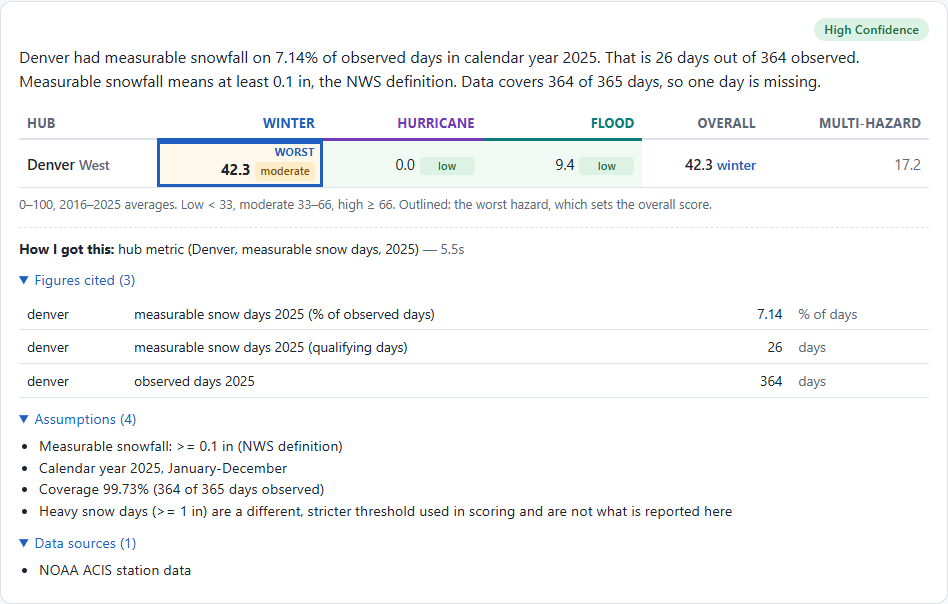 High Confidence
Denver had measurable snowfall on 7.14% of observed days in calendar year 2025. That is 26 days out of 364 observed.
Measurable snowfall means at least 0.1 in, the NWS definition. Data covers 364 of 365 days, so one day is missing.
HUB WINTER HURRICANE FLOOD OVERALL MULTI-HAZARD
WORST
Denver West 42.3 moderate 0.0 low 9.4 low 42.3 winter 17.2
0–100, 2016–2025 averages. Low < 33, moderate 33–66, high ≥ 66. Outlined: the worst hazard, which sets the overall score.
How I got this: hub metric (Denver, measurable snow days, 2025) — 5.5s
▼ Figures cited (3)
denver measurable snow days 2025 (% of observed days) 7.14 % of days
denver measurable snow days 2025 (qualifying days) 26 days
denver observed days 2025 364 days
▼ Assumptions (4)
• Measurable snowfall: >= 0.1 in (NWS definition)
• Calendar year 2025, January-December
• Coverage 99.73% (364 of 365 days observed)
• Heavy snow days (>= 1 in) are a different, stricter threshold used in scoring and are not what is reported here
▼ Data sources (1)
• NOAA ACIS station data